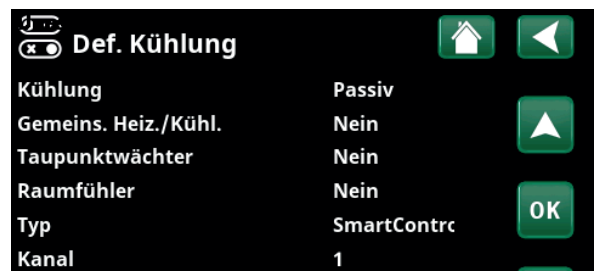 Def. Kühlung
Kühlung Passiv
Gemeins. Heiz./Kühl. Nein
Taupunktwächter Nein
Raumfühler Nein
Typ SmartContrc
OK
Kanal 1